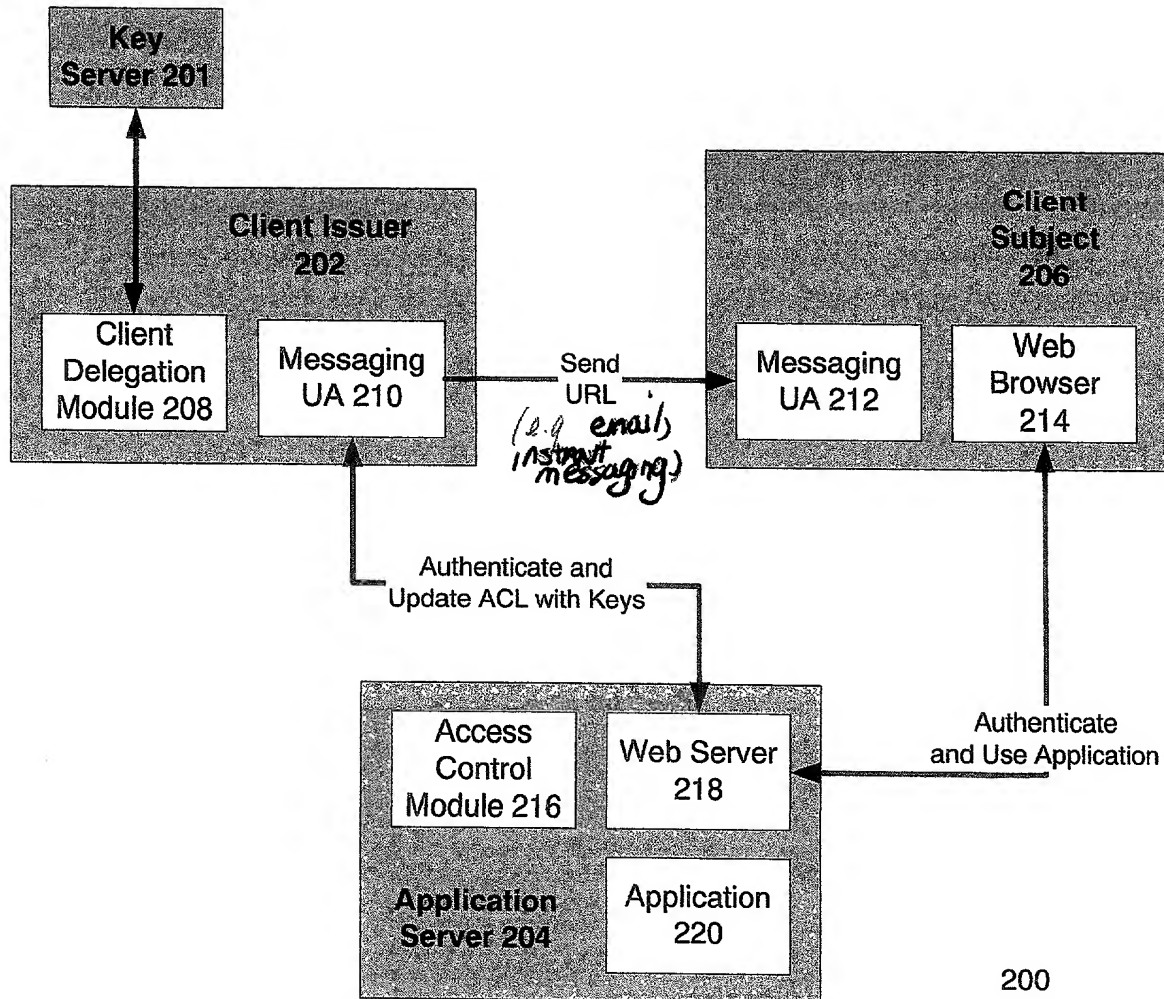 Key
Server 201
Client Issuer
202
Client
Delegation
Module 208
Messaging
UA 210
Send
URL
(e.g email,
instant
messaging)
Client
Subject
206
Messaging
UA 212
Web
Browser
214
Authenticate and
Update ACL with Keys
Authenticate
and Use Application
Access
Control
Module 216
Web Server
218
Application
Server 204
Application
220
200